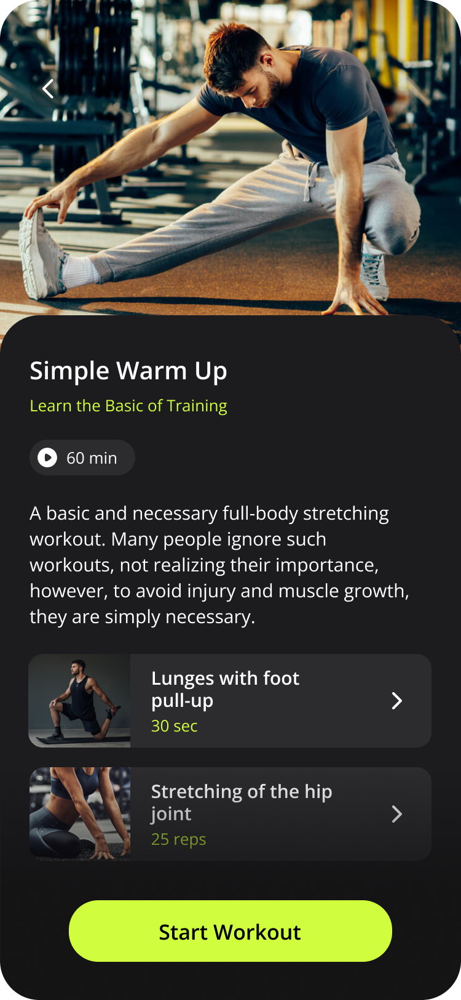 Simple Warm Up
Learn the Basic of Training
60 min
A basic and necessary full-body stretching
workout. Many people ignore such
workouts, not realizing their importance,
however, to avoid injury and muscle growth,
they are simply necessary.
Lunges with foot
pull-up
30 sec
Stretching of the hip
joint
25 reps
Start Workout